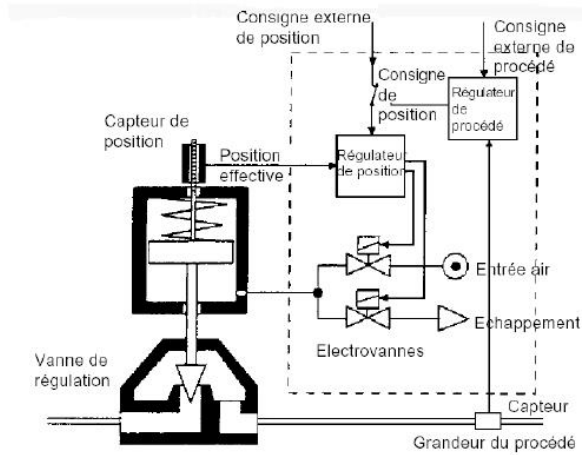 Consigne externe
de position
Consigne
externe de
procédé
Consigne
de
position
Régulateur
de
procédé
Capteur de
position
Position
effective
Régulateur
de position
Entrée air
Echappement
Electrovannes
Vanne de
régulation
Capteur
Grandeur du procédé